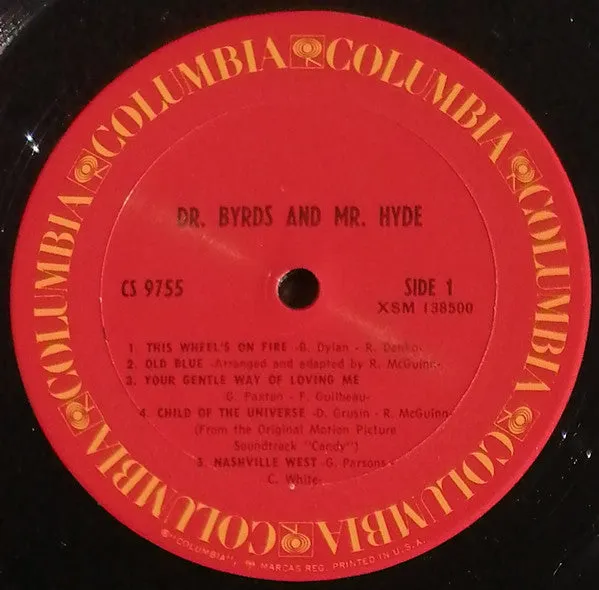 COLUMBIA COLUMBIA COLUMBIA COLUMBIA COLUMBIA COLUMBIA
DR. BYRDS AND MR. HYDE
CS 9755
SIDE 1
XSM 138500
1. THIS WHEEL'S ON FIRE -B. Dylan - R. Danko-
2. OLD BLUE -Arranged and adapted by R. McGuinn-
3. YOUR GENTLE WAY OF LOVING ME
G. Paxton - F. Guilbeau-
4. CHILD OF THE UNIVERSE -D. Grusin - R. McGuinn-
(From the Original Motion Picture
Soundtrack "Candy")
5. NASHVILLE WEST -G. Parsons -
C. White-
® "COLUMBIA", MARCAS REG. PRINTED IN U.S.A.